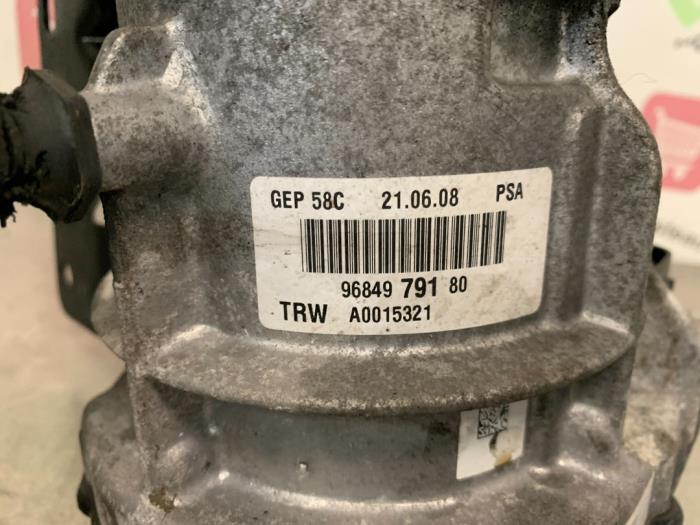 GEP 58C 21.06.08 PSA
96849 791 80
TRW A0015321